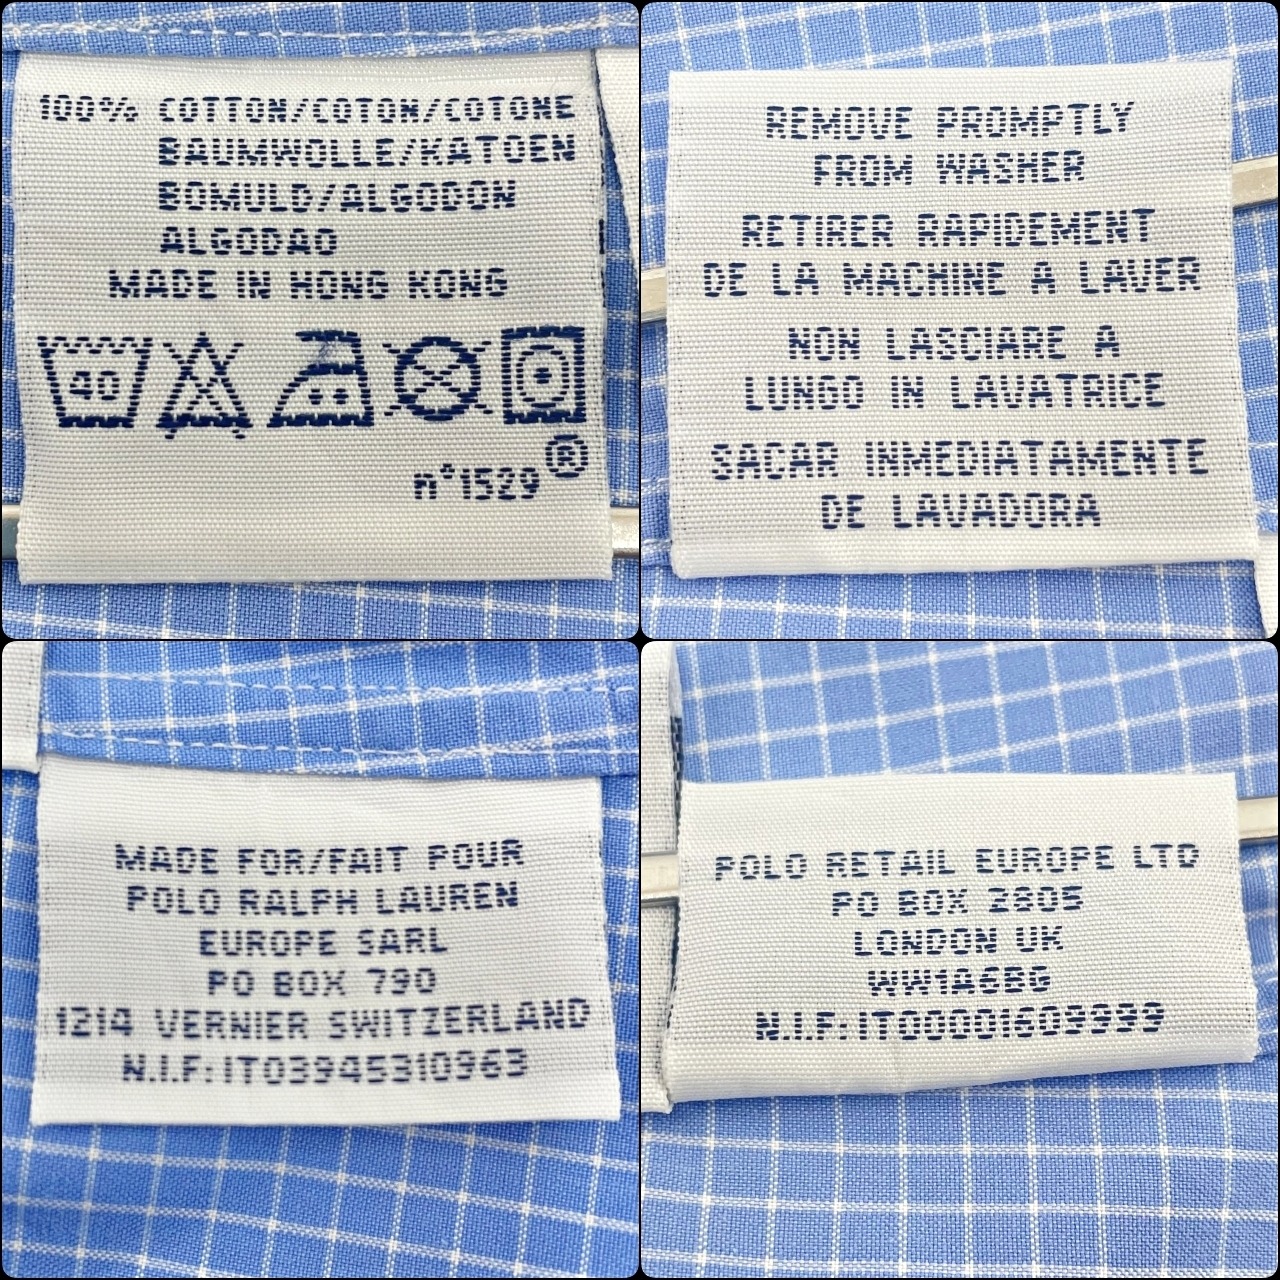 100% COTTON/COTON/COTONE
BAUMWOLLE/KATOEN
BOMULD/ALGODON
ALGODAO
MADE IN HONG KONG
40
n°1529®
REMOVE PROMPTLY
FROM WASHER
RETIRER RAPIDEMENT
DE LA MACHINE A LAVER
NON LASCIARE A
LUNGO IN LAVATRICE
SACAR INMEDIATAMENTE
DE LAVADORA
MADE FOR/FAIT POUR
POLO RALPH LAUREN
EUROPE SARL
PO BOX 790
1214 VERNIER SWITZERLAND
N.I.F: IT03945310963
POLO RETAIL EUROPE LTD
PO BOX 2805
LONDON UK
WW1A6BG
N.I.F: IT00001609999